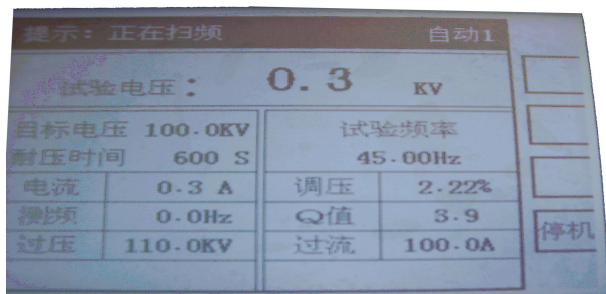 提示：正在扫频 自动1
试验电压： 0.3 KV
目标电压 100.0KV 试验频率
耐压时间 600 S 45.00Hz
电流 0.3 A 调压 2.22%
测频 0.0Hz Q值 3.9
过压 110.0KV 过流 100.0A
停机